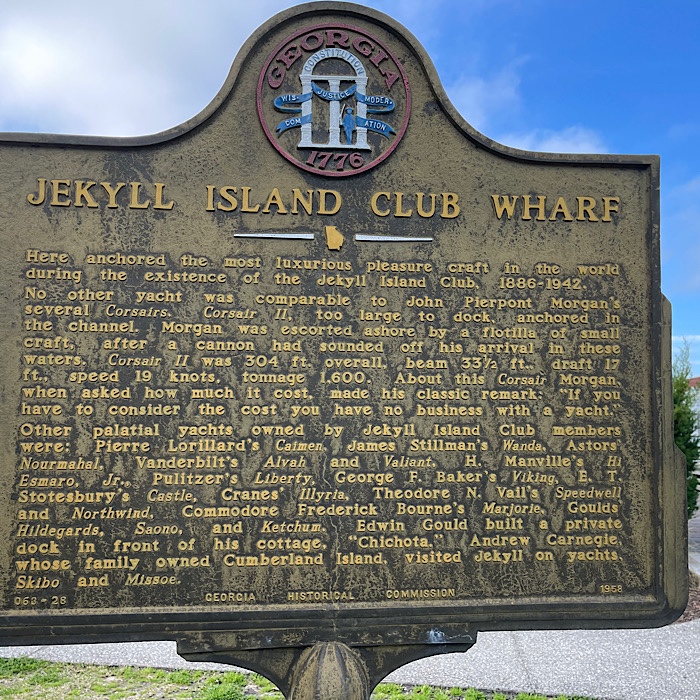 GEORGIA
CONSTITUTION
WIS- JUSTICE MODER-
DOM ATION
1776
JEKYLL ISLAND CLUB WHARF
Here anchored the most luxurious pleasure craft in the world
during the existence of the Jekyll Island Club, 1886-1942.
No other yacht was comparable to John Pierpont Morgan's
several Corsairs. Corsair II, too large to dock, anchored in
the channel. Morgan was escorted ashore by a flotilla of small
craft, after a cannon had sounded off his arrival in these
waters. Corsair II was 304 ft. overall, beam 33½ ft., draft 17
ft., speed 19 knots, tonnage 1,600. About this Corsair Morgan,
when asked how much it cost, made his classic remark: "If you
have to consider the cost you have no business with a yacht."
Other palatial yachts owned by Jekyll Island Club members
were: Pierre Lorillard's Caimen, James Stillman's Wanda, Astors'
Nourmahal, Vanderbilt's Alvah and Valiant, H. Manville's Hi
Esmaro, Jr., Pulitzer's Liberty, George F. Baker's Viking, E. T.
Stotesbury's Castle, Cranes' Illyria, Theodore N. Vail's Speedwell
and Northwind, Commodore Frederick Bourne's Marjorie, Goulds'
Hildegards, Saono, and Ketchum. Edwin Gould built a private
dock in front of his cottage, "Chichota." Andrew Carnegie,
whose family owned Cumberland Island, visited Jekyll on yachts,
Skibo and Missoe.
063-28 GEORGIA HISTORICAL COMMISSION 1958